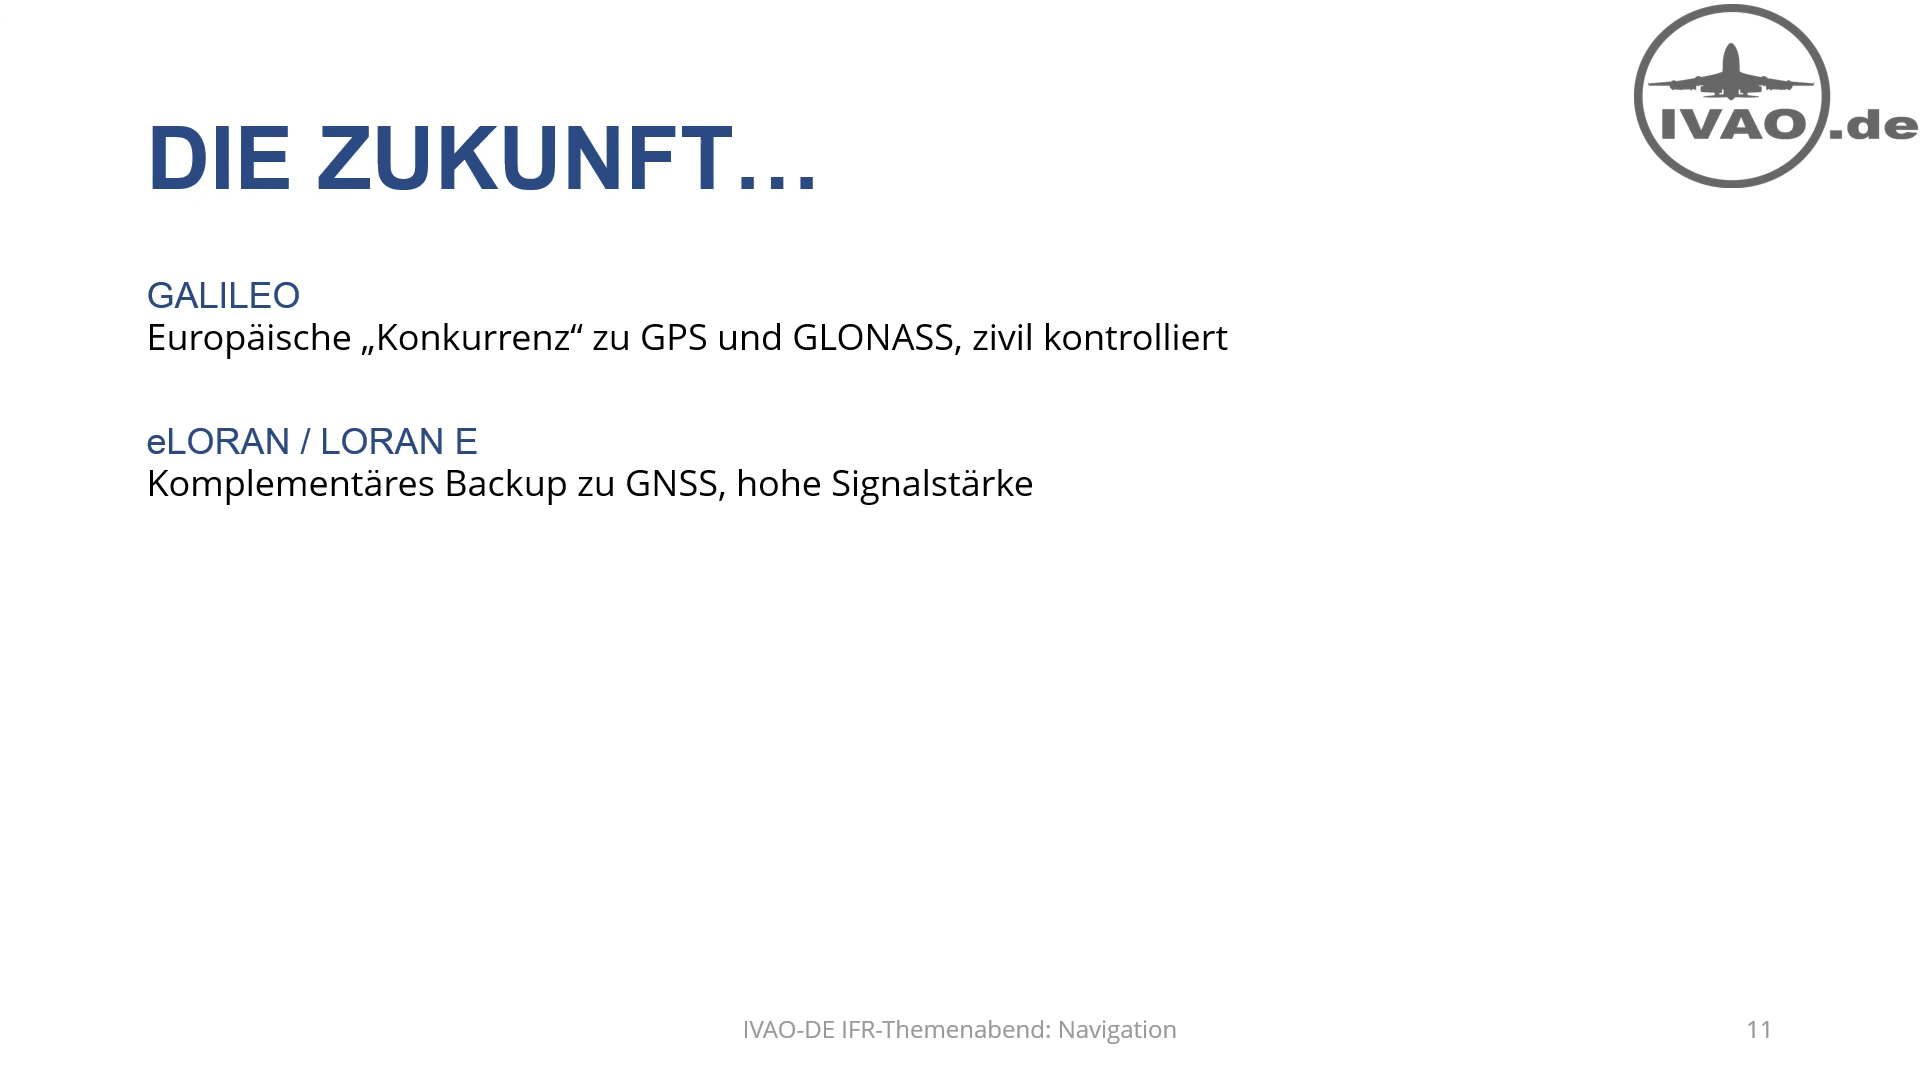 IVAO.de
DIE ZUKUNFT…
GALILEO
Europäische „Konkurrenz“ zu GPS und GLONASS, zivil kontrolliert
eLORAN / LORAN E
Komplementäres Backup zu GNSS, hohe Signalstärke
IVAO-DE IFR-Themenabend: Navigation
11